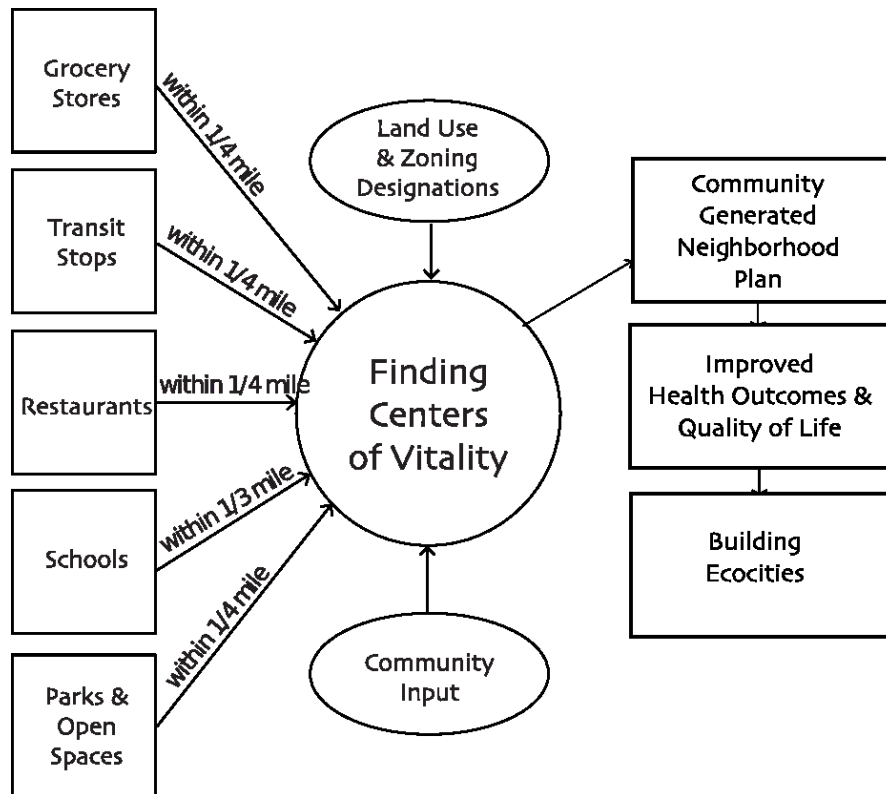 Grocery
Stores
within 1/4 mile
Transit
Stops
within 1/4 mile
Restaurants
within 1/4 mile
Schools
within 1/3 mile
Parks &
Open
Spaces
within 1/4 mile
Land Use
& Zoning
Designations
Finding
Centers
of Vitality
Community
Input
Community
Generated
Neighborhood
Plan
Improved
Health Outcomes &
Quality of Life
Building
Ecocities